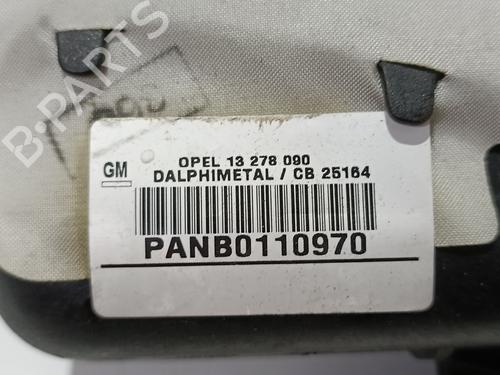 B-PARTS
GM
OPEL 13 278 090
DALPHIMETAL / CB 25164
PANB0110970